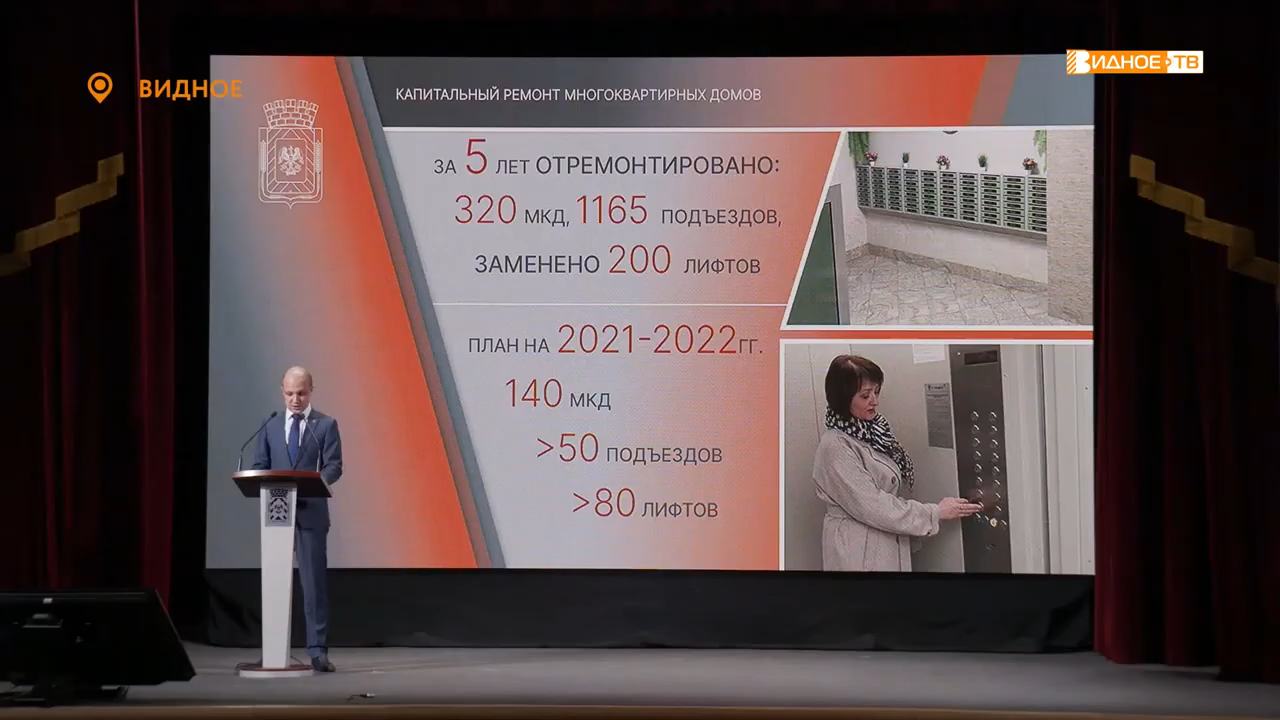 ВИДНОЕ
ВИДНОЕ ТВ
КАПИТАЛЬНЫЙ РЕМОНТ МНОГОКВАРТИРНЫХ ДОМОВ
ЗА 5 ЛЕТ ОТРЕМОНТИРОВАНО:
320 МКД, 1165 ПОДЪЕЗДОВ,
ЗАМЕНЕНО 200 ЛИФТОВ
ПЛАН НА 2021-2022ГГ.
140 МКД
>50 ПОДЪЕЗДОВ
>80 ЛИФТОВ